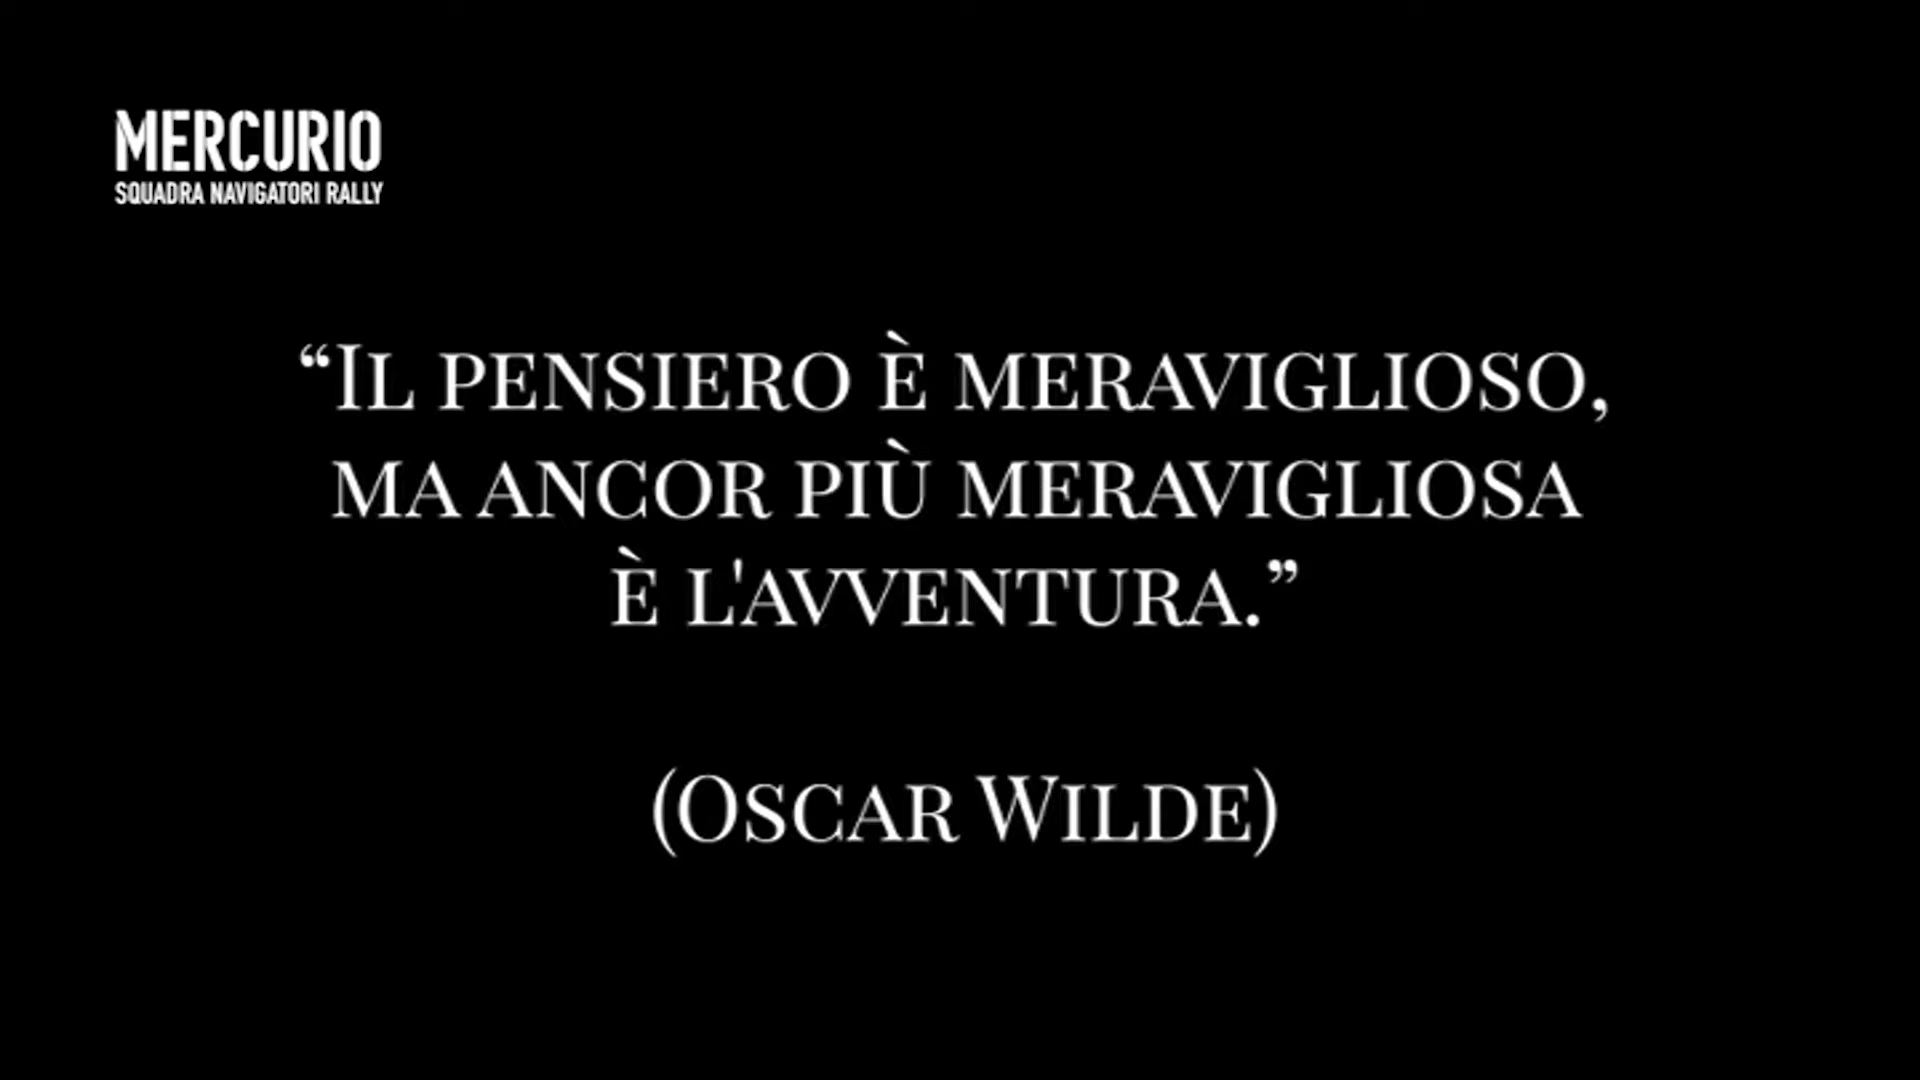 MERCURIO
SQUADRA NAVIGATORI RALLY
“Il pensiero è meraviglioso,
ma ancor più meravigliosa
è l'avventura.”
(Oscar Wilde)